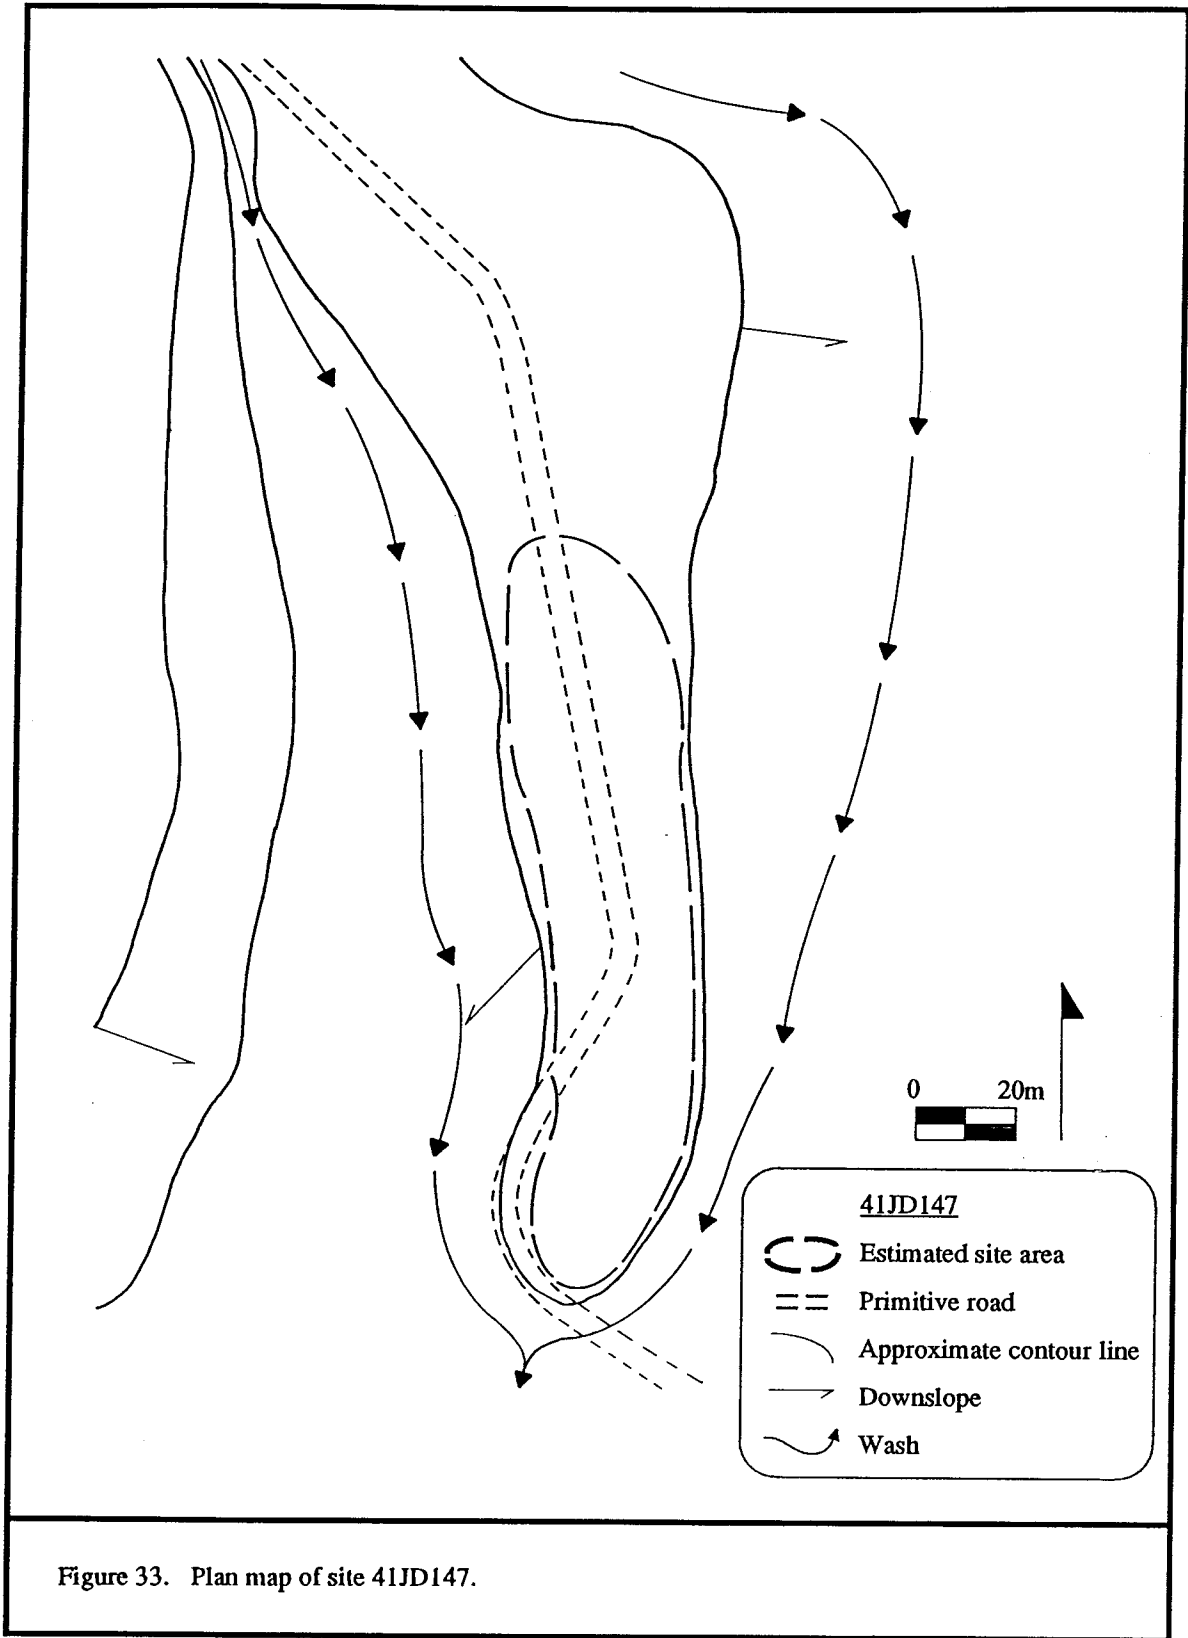 0 20m
41JD147
Estimated site area
Primitive road
Approximate contour line
Downslope
Wash
Figure 33. Plan map of site 41JD147.